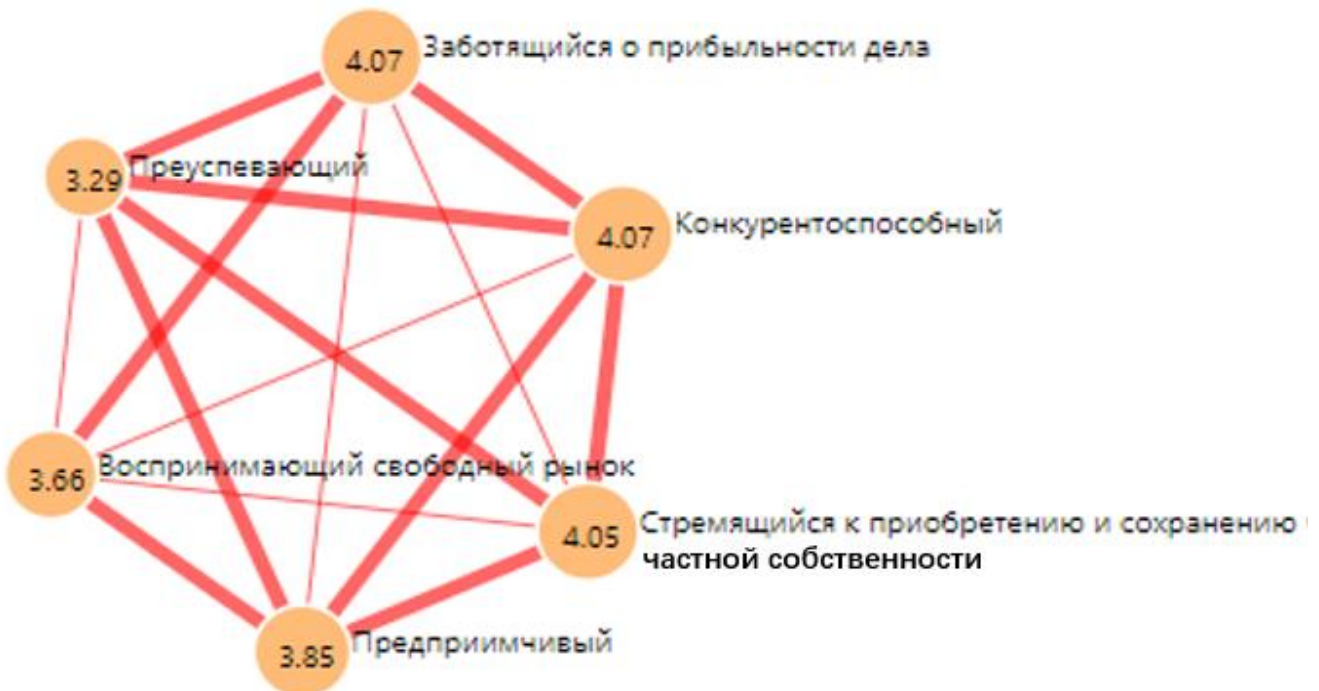 4.07 Заботящийся о прибыльности дела
3.29 Преуспевающий
4.07 Конкурентоспособный
3.66 Воспринимающий свободный рынок
4.05 Стремящийся к приобретению и сохранению
частной собственности
3.85 Предприимчивый